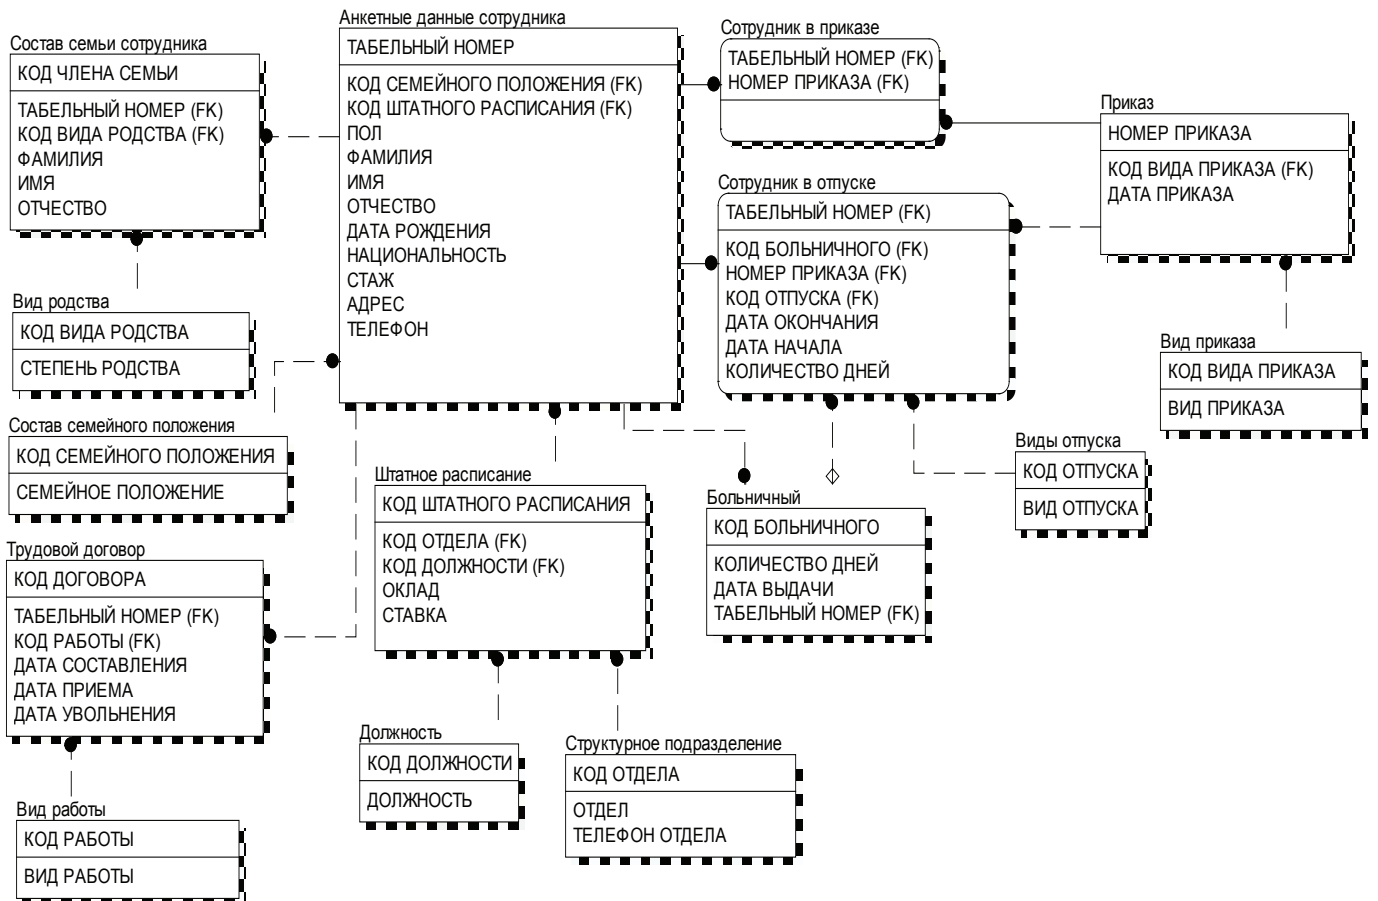 Состав семьи сотрудника
КОД ЧЛЕНА СЕМЬИ
ТАБЕЛЬНЫЙ НОМЕР (FK)
КОД ВИДА РОДСТВА (FK)
ФАМИЛИЯ
ИМЯ
ОТЧЕСТВО
Вид родства
КОД ВИДА РОДСТВА
СТЕПЕНЬ РОДСТВА
Состав семейного положения
КОД СЕМЕЙНОГО ПОЛОЖЕНИЯ
СЕМЕЙНОЕ ПОЛОЖЕНИЕ
Трудовой договор
КОД ДОГОВОРА
ТАБЕЛЬНЫЙ НОМЕР (FK)
КОД РАБОТЫ (FK)
ДАТА СОСТАВЛЕНИЯ
ДАТА ПРИЕМА
ДАТА УВОЛЬНЕНИЯ
Вид работы
КОД РАБОТЫ
ВИД РАБОТЫ
Анкетные данные сотрудника
ТАБЕЛЬНЫЙ НОМЕР
КОД СЕМЕЙНОГО ПОЛОЖЕНИЯ (FK)
КОД ШТАТНОГО РАСПИСАНИЯ (FK)
ПОЛ
ФАМИЛИЯ
ИМЯ
ОТЧЕСТВО
ДАТА РОЖДЕНИЯ
НАЦИОНАЛЬНОСТЬ
СТАЖ
АДРЕС
ТЕЛЕФОН
Штатное расписание
КОД ШТАТНОГО РАСПИСАНИЯ
КОД ОТДЕЛА (FK)
КОД ДОЛЖНОСТИ (FK)
ОКЛАД
СТАВКА
Должность
КОД ДОЛЖНОСТИ
ДОЛЖНОСТЬ
Структурное подразделение
КОД ОТДЕЛА
ОТДЕЛ
ТЕЛЕФОН ОТДЕЛА
Сотрудник в приказе
ТАБЕЛЬНЫЙ НОМЕР (FK)
НОМЕР ПРИКАЗА (FK)
Сотрудник в отпуске
ТАБЕЛЬНЫЙ НОМЕР (FK)
КОД БОЛЬНИЧНОГО (FK)
НОМЕР ПРИКАЗА (FK)
КОД ОТПУСКА (FK)
ДАТА ОКОНЧАНИЯ
ДАТА НАЧАЛА
КОЛИЧЕСТВО ДНЕЙ
Больничный
КОД БОЛЬНИЧНОГО
КОЛИЧЕСТВО ДНЕЙ
ДАТА ВЫДАЧИ
ТАБЕЛЬНЫЙ НОМЕР (FK)
Приказ
НОМЕР ПРИКАЗА
КОД ВИДА ПРИКАЗА (FK)
ДАТА ПРИКАЗА
Вид приказа
КОД ВИДА ПРИКАЗА
ВИД ПРИКАЗА
Виды отпуска
КОД ОТПУСКА
ВИД ОТПУСКА